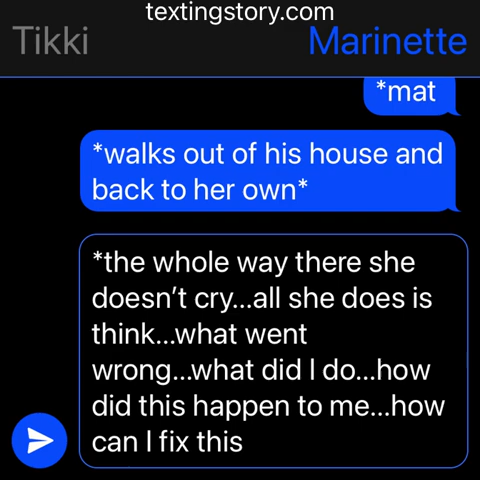 textingstory.com
Tikki Marinette
*mat
*walks out of his house and
back to her own*
*the whole way there she
doesn’t cry...all she does is
think...what went
wrong...what did I do...how
did this happen to me...how
can I fix this